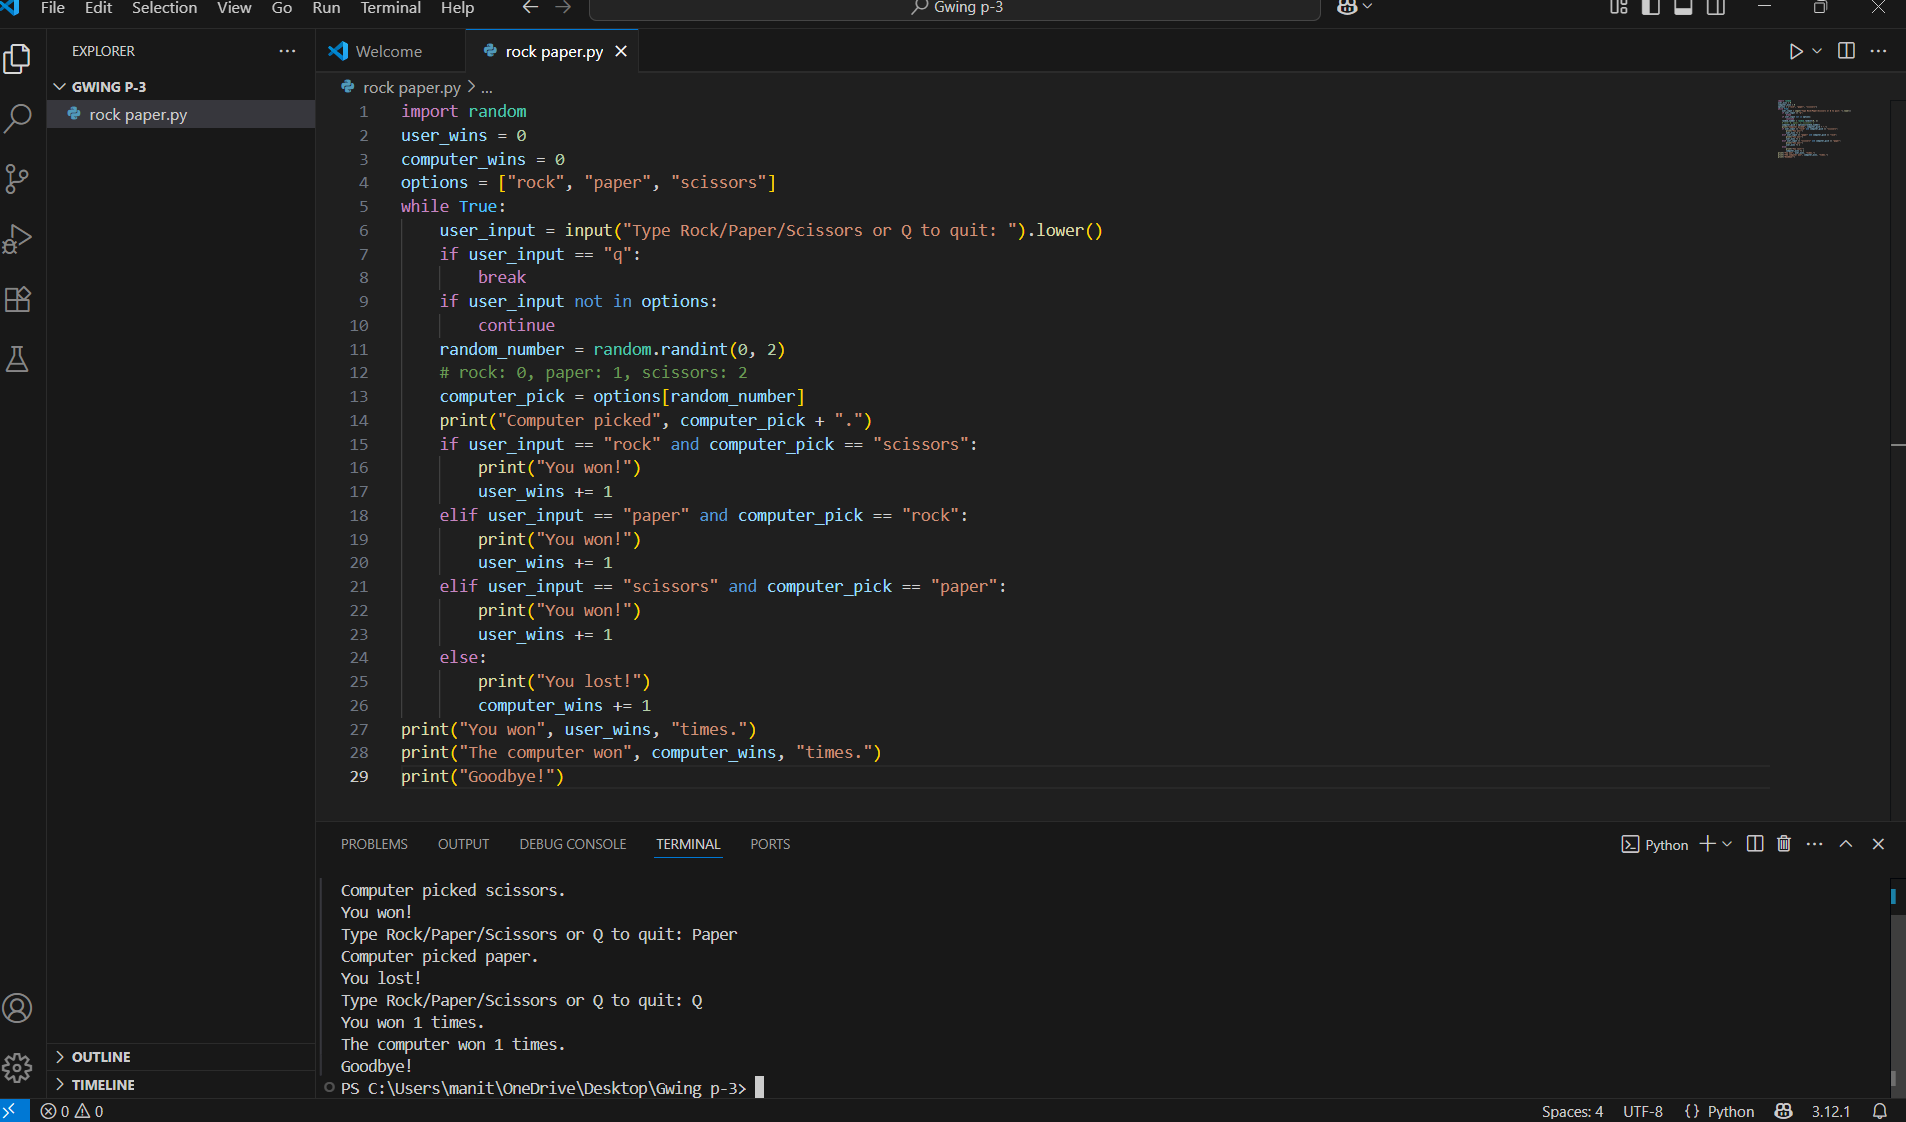 File Edit Selection View Go Run Terminal Help Gwing p-3
EXPLORER
GWING P-3
rock paper.py
OUTLINE
TIMELINE
Welcome rock paper.py
rock paper.py > ...
1 import random
2 user_wins = 0
3 computer_wins = 0
4 options = ["rock", "paper", "scissors"]
5 while True:
6     user_input = input("Type Rock/Paper/Scissors or Q to quit: ").lower()
7     if user_input == "q":
8         break
9     if user_input not in options:
10         continue
11     random_number = random.randint(0, 2)
12     # rock: 0, paper: 1, scissors: 2
13     computer_pick = options[random_number]
14     print("Computer picked", computer_pick + ".")
15     if user_input == "rock" and computer_pick == "scissors":
16         print("You won!")
17         user_wins += 1
18     elif user_input == "paper" and computer_pick == "rock":
19         print("You won!")
20         user_wins += 1
21     elif user_input == "scissors" and computer_pick == "paper":
22         print("You won!")
23         user_wins += 1
24     else:
25         print("You lost!")
26         computer_wins += 1
27 print("You won", user_wins, "times.")
28 print("The computer won", computer_wins, "times.")
29 print("Goodbye!")
PROBLEMS OUTPUT DEBUG CONSOLE TERMINAL PORTS Python
Computer picked scissors.
You won!
Type Rock/Paper/Scissors or Q to quit: Paper
Computer picked paper.
You lost!
Type Rock/Paper/Scissors or Q to quit: Q
You won 1 times.
The computer won 1 times.
Goodbye!
PS C:\Users\manit\OneDrive\Desktop\Gwing p-3>
0 0 Spaces: 4 UTF-8 {} Python 3.12.1